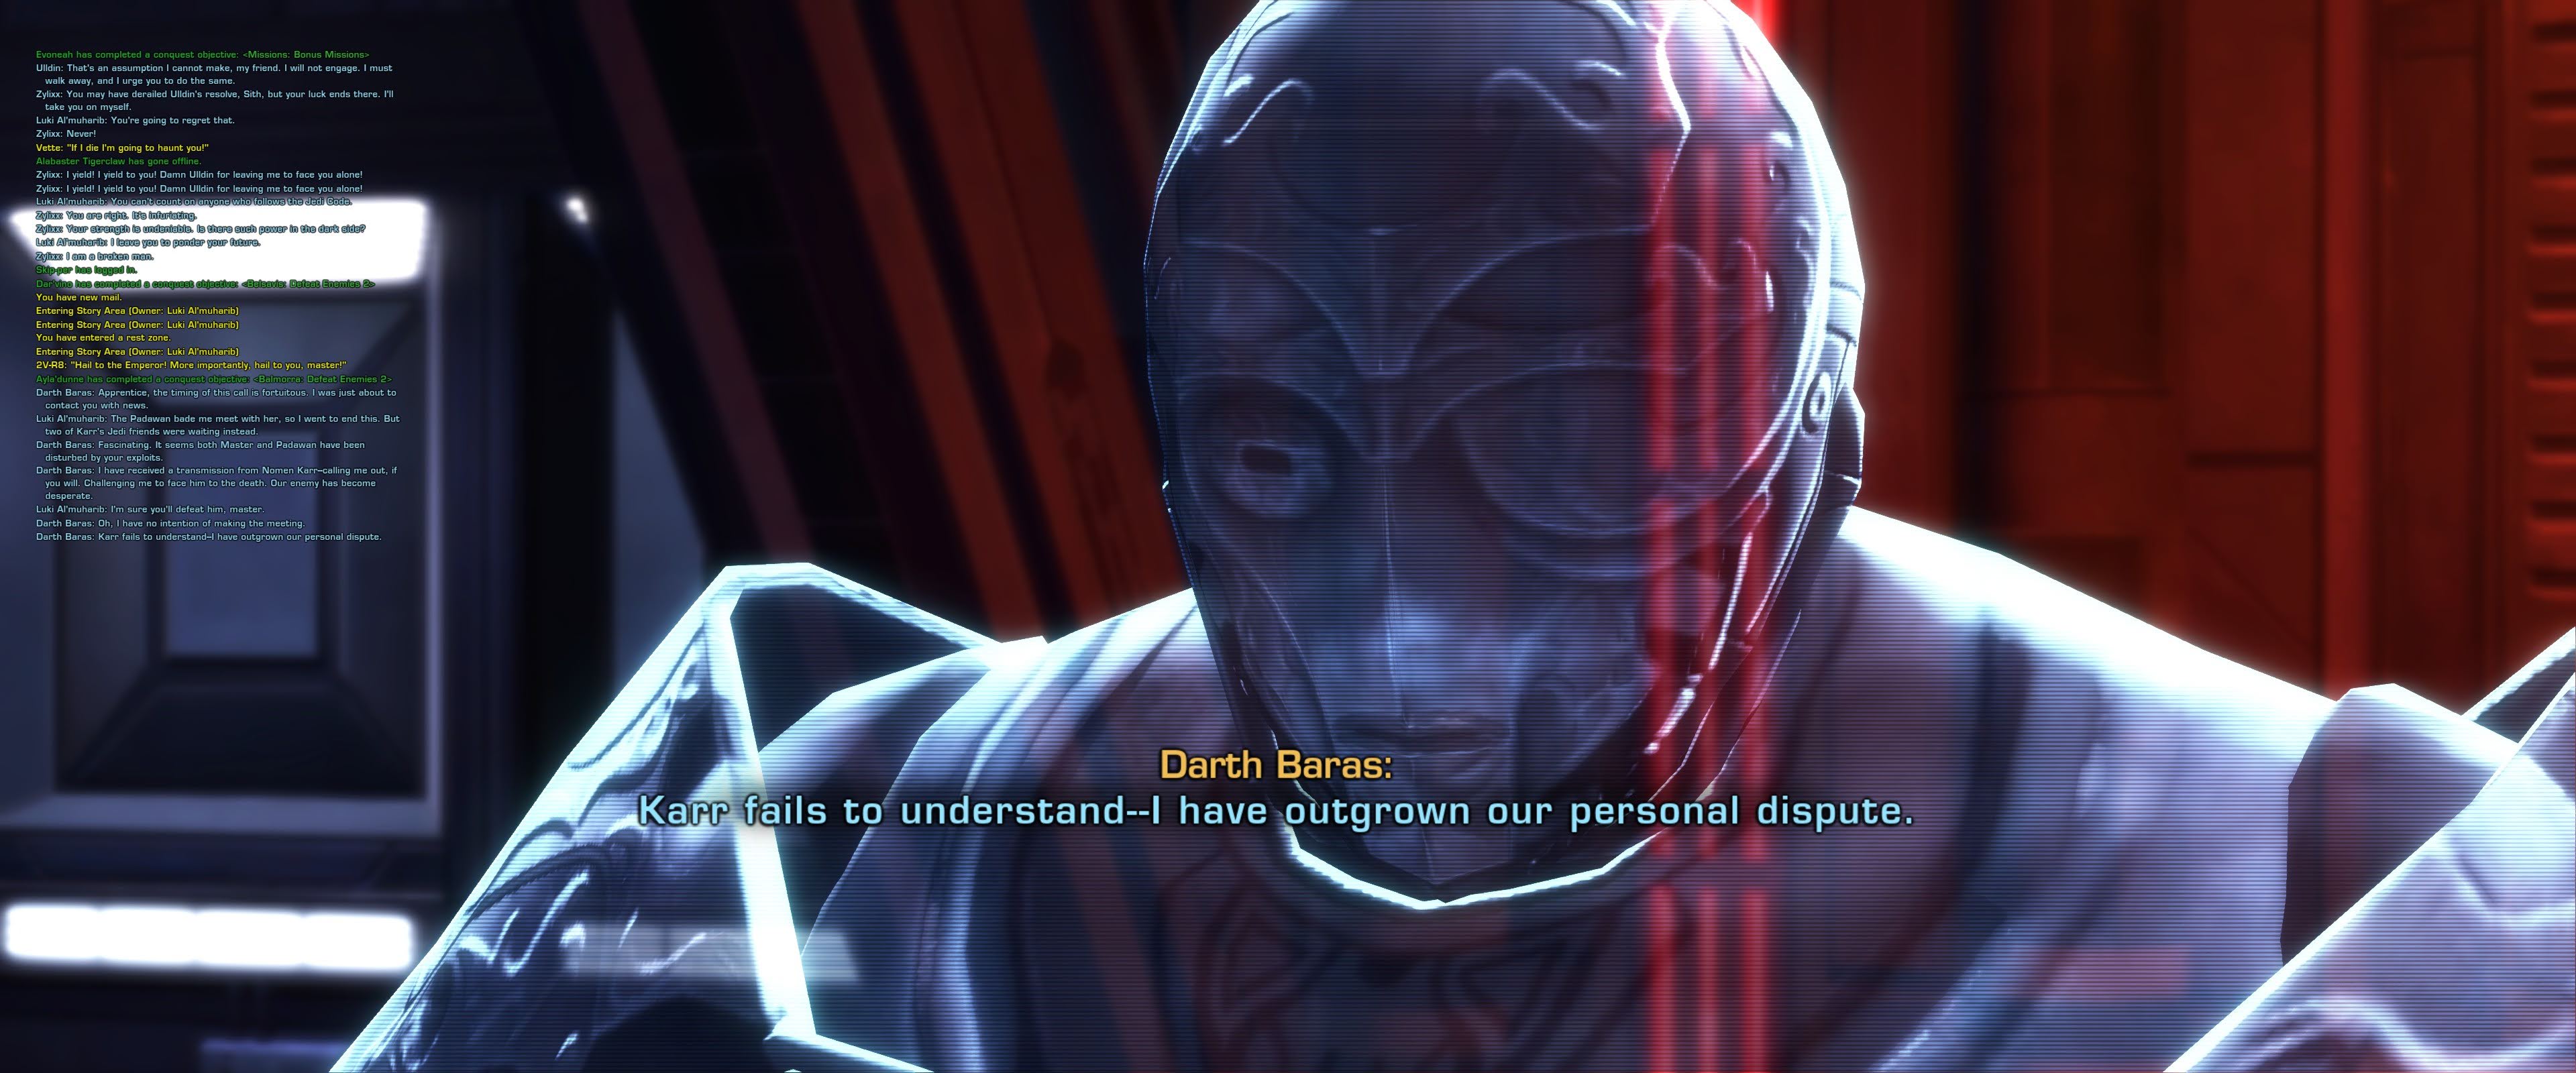 Evoneah has completed a conquest objective: <Missions: Bonus Missions>
Ulldin: That's an assumption I cannot make, my friend. I will not engage. I must
walk away, and I urge you to do the same.
Zylixx: You may have derailed Ulldin's resolve, Sith, but your luck ends there. I'll
take you on myself.
Luki Al'muharib: You're going to regret that.
Zylixx: Never!
Vette: "If I die I'm going to haunt you!"
Alabaster Tigerclaw has gone offline.
Zylixx: I yield! I yield to you! Damn Ulldin for leaving me to face you alone!
Zylixx: I yield! I yield to you! Damn Ulldin for leaving me to face you alone!
Luki Al'muharib: You can't count on anyone who follows the Jedi Code.
Zylixx: You are right. It's infuriating.
Zylixx: Your strength is undeniable. Is there such power in the dark side?
Luki Al'muharib: I leave you to ponder your future.
Zylixx: I am a broken man.
Skip-per has logged in.
Dar'vino has completed a conquest objective: <Belsavis: Defeat Enemies 2>
You have new mail.
Entering Story Area (Owner: Luki Al'muharib)
Entering Story Area (Owner: Luki Al'muharib)
You have entered a rest zone.
Entering Story Area (Owner: Luki Al'muharib)
2V-R8: "Hail to the Emperor! More importantly, hail to you, master!"
Ayla'dunne has completed a conquest objective: <Balmorra: Defeat Enemies 2>
Darth Baras: Apprentice, the timing of this call is fortuitous. I was just about to
contact you with news.
Luki Al'muharib: The Padawan bade me meet with her, so I went to end this. But
two of Karr's Jedi friends were waiting instead.
Darth Baras: Fascinating. It seems both Master and Padawan have been
disturbed by your exploits.
Darth Baras: I have received a transmission from Nomen Karr--calling me out, if
you will. Challenging me to face him to the death. Our enemy has become
desperate.
Luki Al'muharib: I'm sure you'll defeat him, master.
Darth Baras: Oh, I have no intention of making the meeting.
Darth Baras: Karr fails to understand--I have outgrown our personal dispute.
Darth Baras:
Karr fails to understand--I have outgrown our personal dispute.